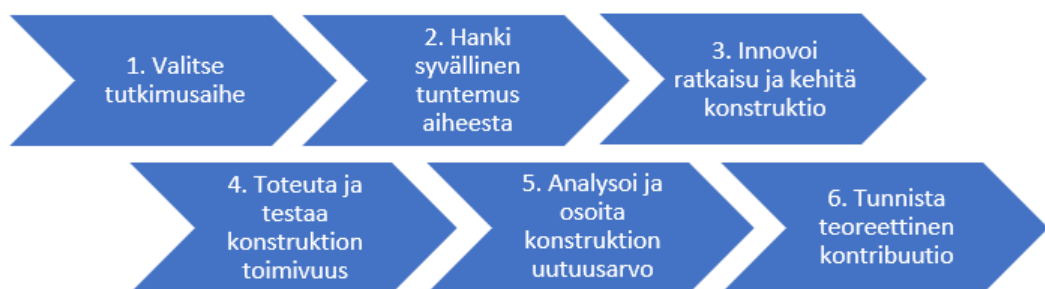 1. Valitse
tutkimusaihe
2. Hanki
syvällinen
tuntemus
aiheesta
3. Innovoi
ratkaisu ja kehitä
konstruktio
4. Toteuta ja
testaa
konstruktion
toimivuus
5. Analysoi ja
osoita
konstruktion
uutuusarvo
6. Tunnista
teoreettinen
kontribuutio